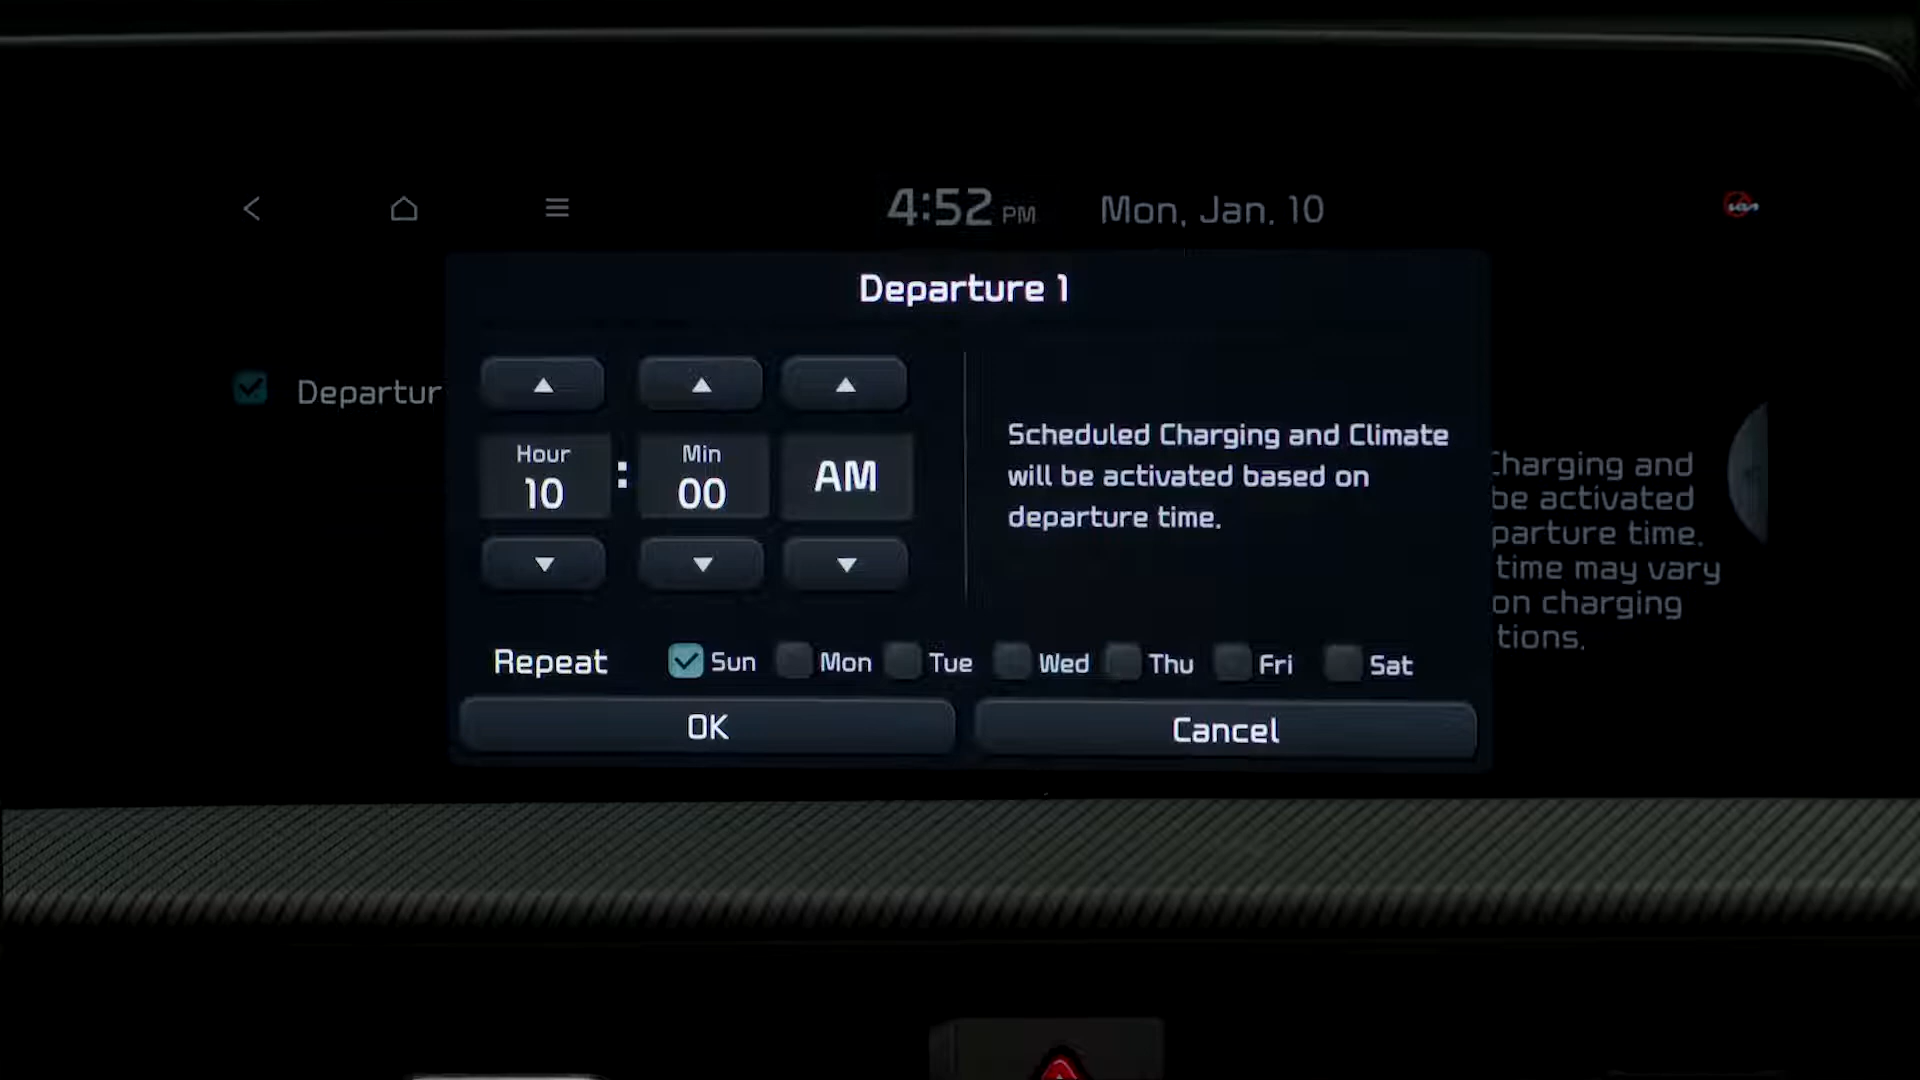 4:52 PM Mon, Jan. 10
Departure 1
Departur
Hour
10
:
Min
00
AM
Scheduled Charging and Climate
will be activated based on
departure time.
Charging and
be activated
parture time.
time may vary
on charging
tions.
Repeat Sun Mon Tue Wed Thu Fri Sat
OK Cancel